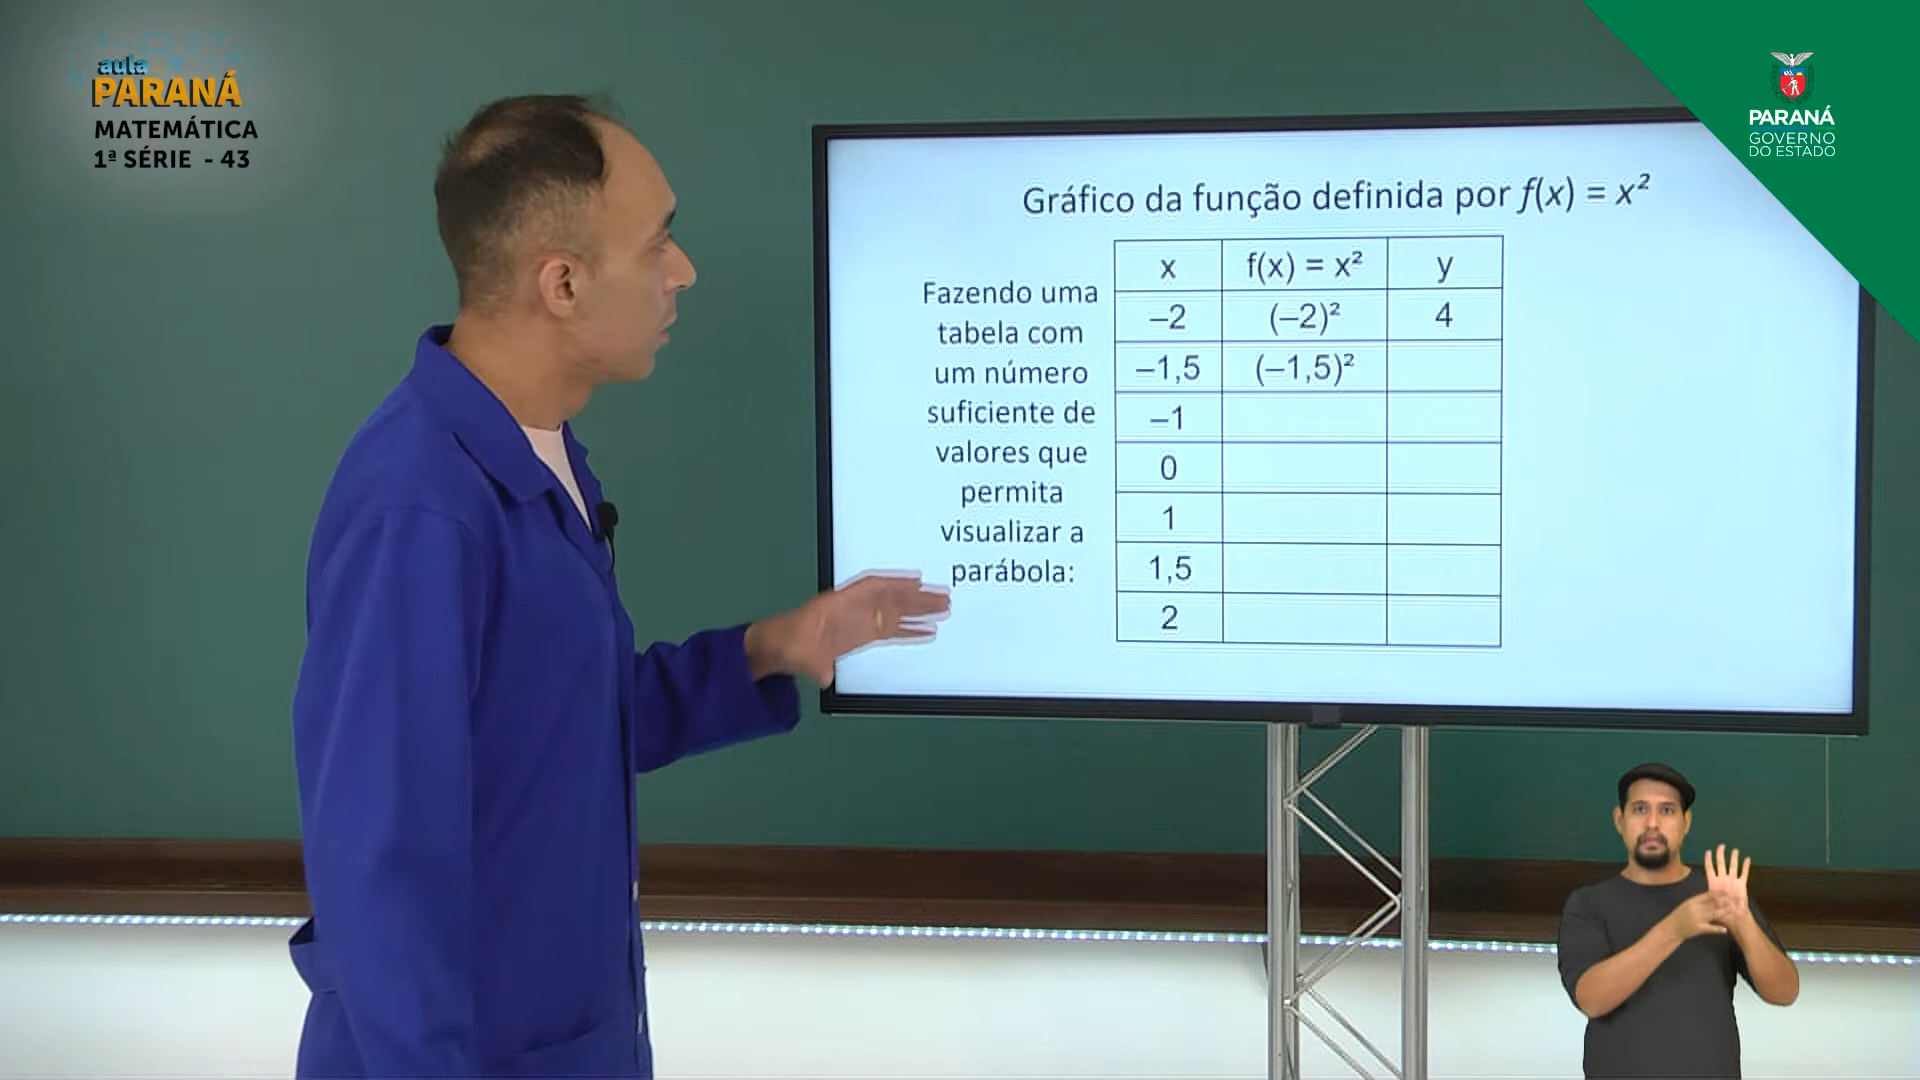 aula
PARANÁ
MATEMÁTICA
1ª SÉRIE - 43
PARANÁ
GOVERNO
DO ESTADO
Gráfico da função definida por f(x) = x²
Fazendo uma
tabela com
um número
suficiente de
valores que
permita
visualizar a
parábola:
x f(x) = x² y
–2 (–2)² 4
–1,5 (–1,5)²
–1
0
1
1,5
2